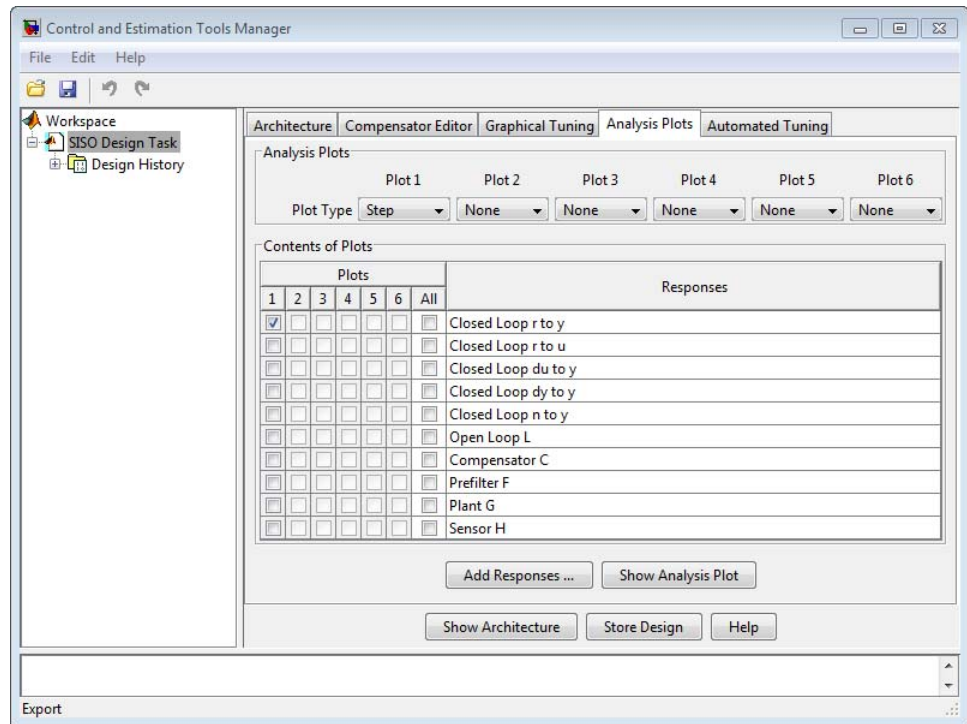 Control and Estimation Tools Manager
File Edit Help
Workspace
SISO Design Task
Design History
Architecture Compensator Editor Graphical Tuning Analysis Plots Automated Tuning
Analysis Plots
Plot 1 Plot 2 Plot 3 Plot 4 Plot 5 Plot 6
Plot Type Step None None None None None
Contents of Plots
Plots Responses
1 2 3 4 5 6 All
Closed Loop r to y
Closed Loop r to u
Closed Loop du to y
Closed Loop dy to y
Closed Loop n to y
Open Loop L
Compensator C
Prefilter F
Plant G
Sensor H
Add Responses ... Show Analysis Plot
Show Architecture Store Design Help
Export